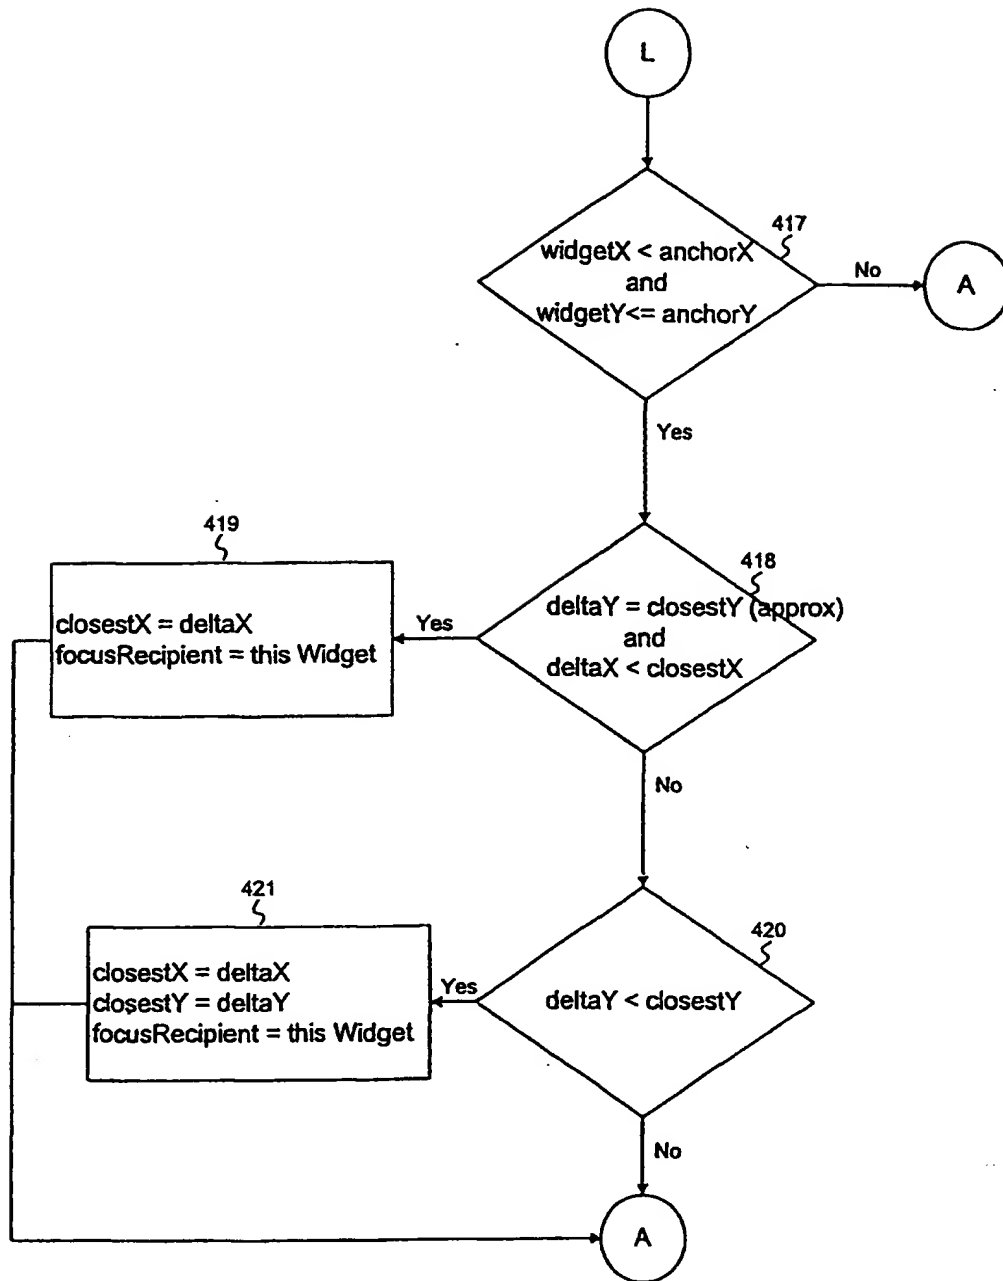 L
417
widgetX < anchorX
and
widgetY<= anchorY
No
A
Yes
419
418
closestX = deltaX
focusRecipient = this Widget
Yes
deltaY = closestY (approx)
and
deltaX < closestX
No
421
420
closestX = deltaX
closestY = deltaY
focusRecipient = this Widget
Yes
deltaY < closestY
No
A